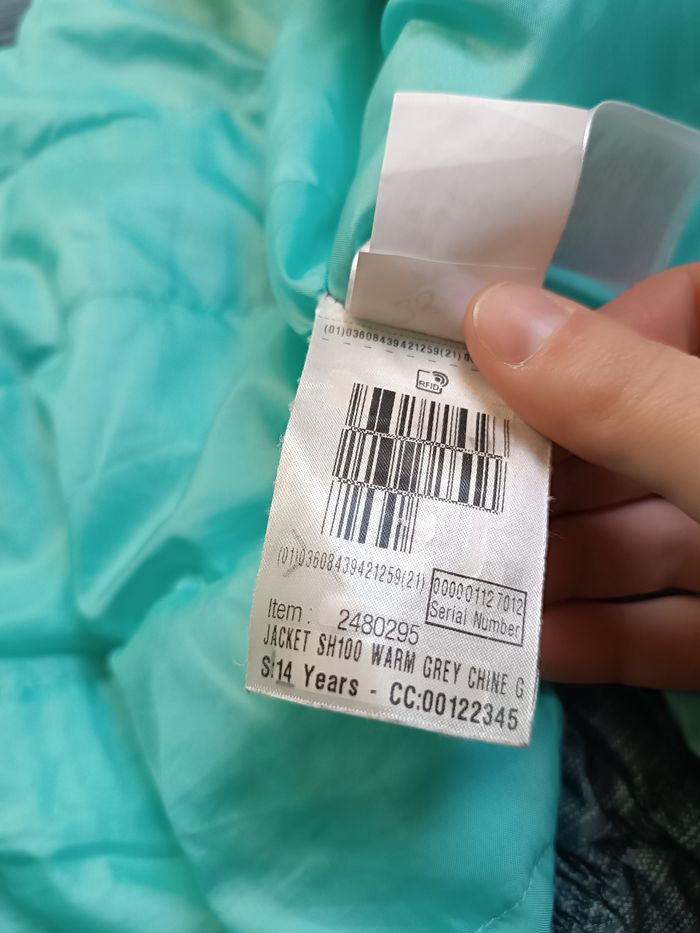 (01)03608439421259(21)0
RFID
(01)03608439421259(21)
000001127012
Serial Number
Item : 2480295
JACKET SH100 WARM GREY CHINE G
S:14 Years - CC:00122345